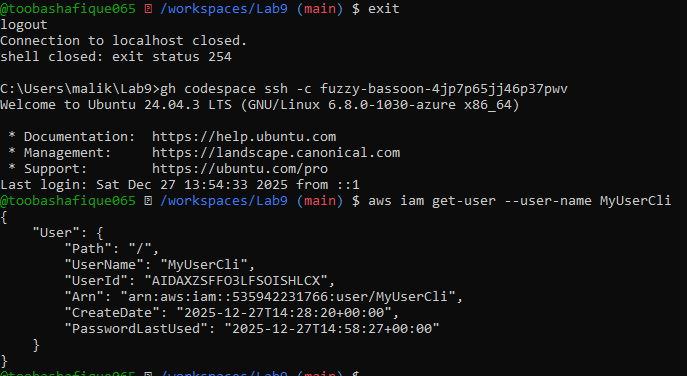 @toobashafique065 /workspaces/Lab9 (main) $ exit
logout
Connection to localhost closed.
shell closed: exit status 254
C:\Users\malik\Lab9>gh codespace ssh -c fuzzy-bassoon-4jp7p65jj46p37pwv
Welcome to Ubuntu 24.04.3 LTS (GNU/Linux 6.8.0-1030-azure x86_64)
* Documentation: https://help.ubuntu.com
* Management: https://landscape.canonical.com
* Support: https://ubuntu.com/pro
Last login: Sat Dec 27 13:54:33 2025 from ::1
@toobashafique065 /workspaces/Lab9 (main) $ aws iam get-user --user-name MyUserCli
{
"User": {
"Path": "/",
"UserName": "MyUserCli",
"UserId": "AIDAXZSFFO3LFSOISHLCX",
"Arn": "arn:aws:iam::535942231766:user/MyUserCli",
"CreateDate": "2025-12-27T14:28:20+00:00",
"PasswordLastUsed": "2025-12-27T14:58:27+00:00"
}
}
@toobashafique065 /workspaces/Lab9 (main) $